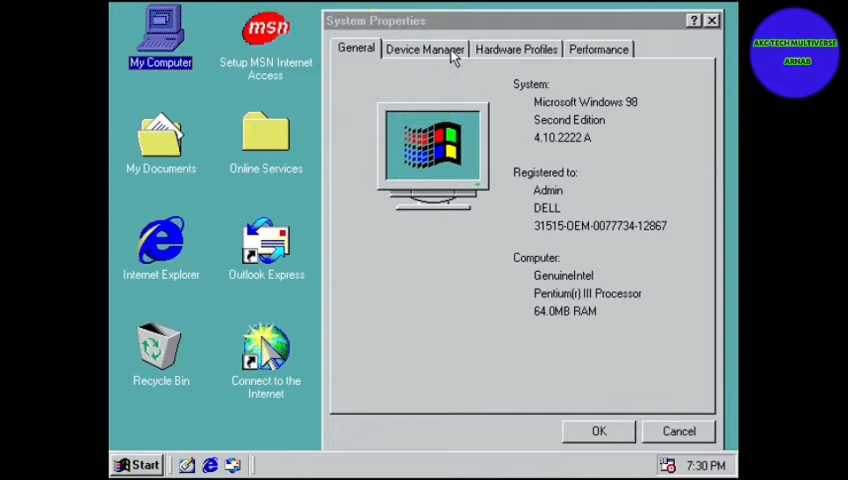 My Computer
msn
Setup MSN Internet
Access
My Documents
Online Services
Internet Explorer
Outlook Express
Recycle Bin
Connect to the
Internet
System Properties
General
Device Manager
Hardware Profiles
Performance
System:
Microsoft Windows 98
Second Edition
4.10.2222 A
Registered to:
Admin
DELL
31515-OEM-0077734-12867
Computer:
GenuineIntel
Pentium(r) III Processor
64.0MB RAM
OK
Cancel
AKC TECH MULTIVERSE
ARNAB
Start
7:30 PM